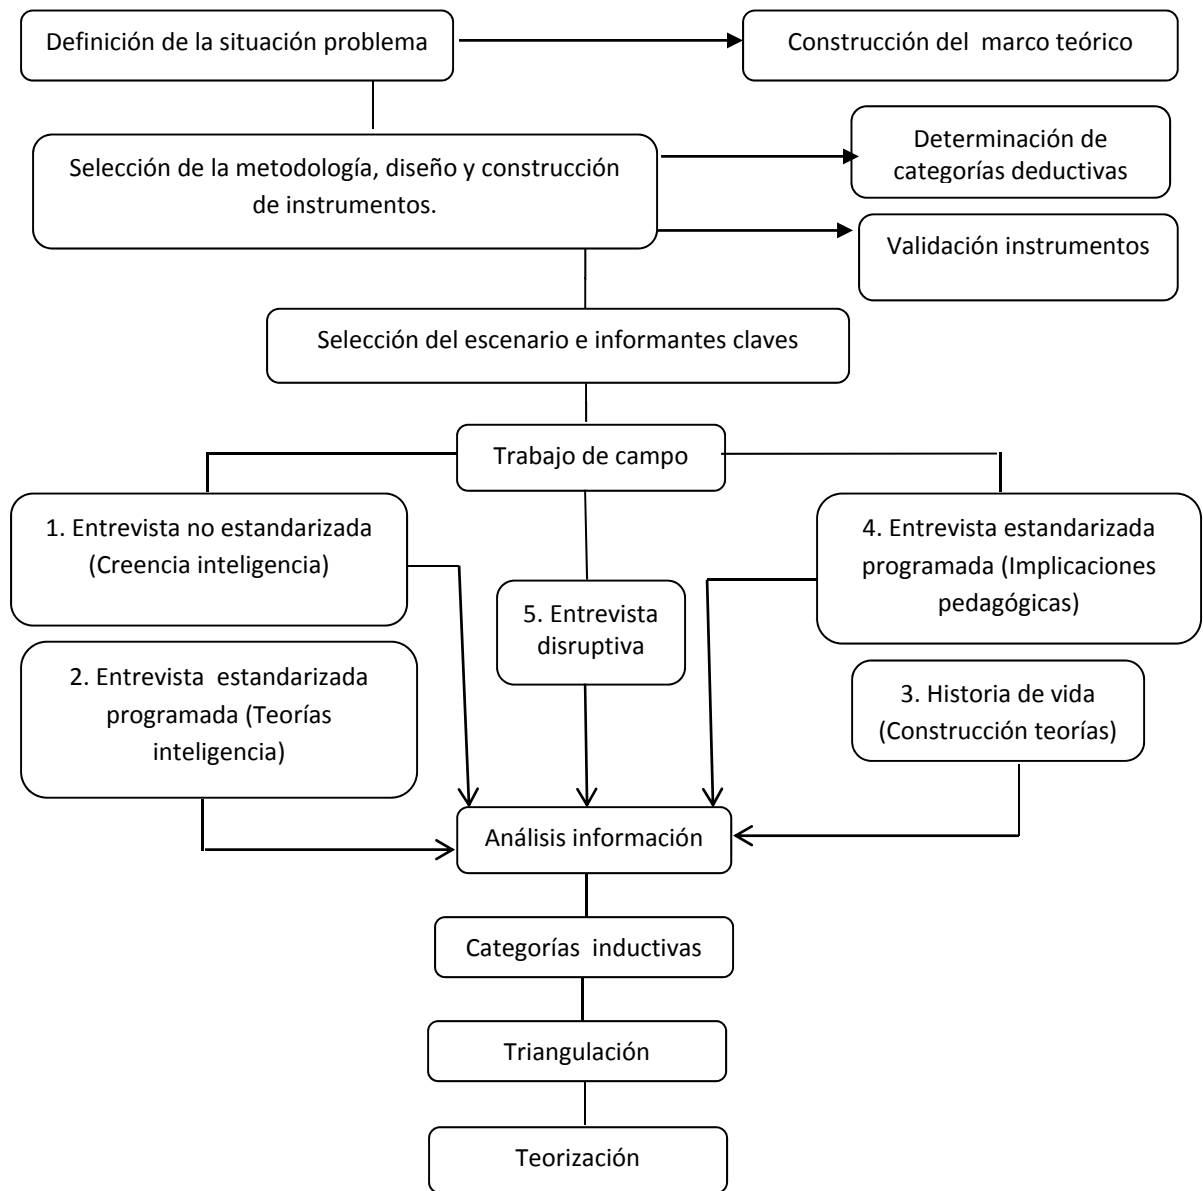 Definición de la situación problema
Construcción del marco teórico
Determinación de
categorías deductivas
Selección de la metodología, diseño y construcción
de instrumentos.
Validación instrumentos
Selección del escenario e informantes claves
Trabajo de campo
1. Entrevista no estandarizada
(Creencia inteligencia)
4. Entrevista estandarizada
programada (Implicaciones
pedagógicas)
5. Entrevista
disruptiva
2. Entrevista estandarizada
programada (Teorías
inteligencia)
3. Historia de vida
(Construcción teorías)
Análisis información
Categorías inductivas
Triangulación
Teorización